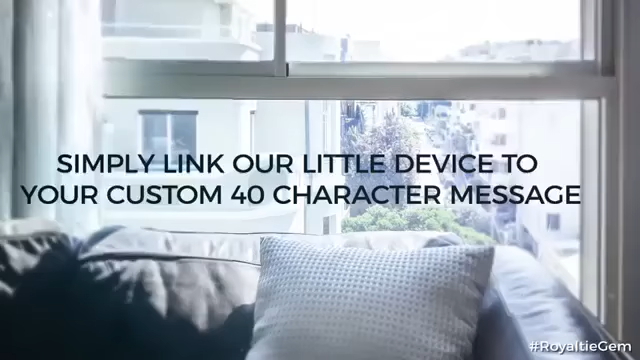 SIMPLY LINK OUR LITTLE DEVICE TO
YOUR CUSTOM 40 CHARACTER MESSAGE
#RoyaltieGem